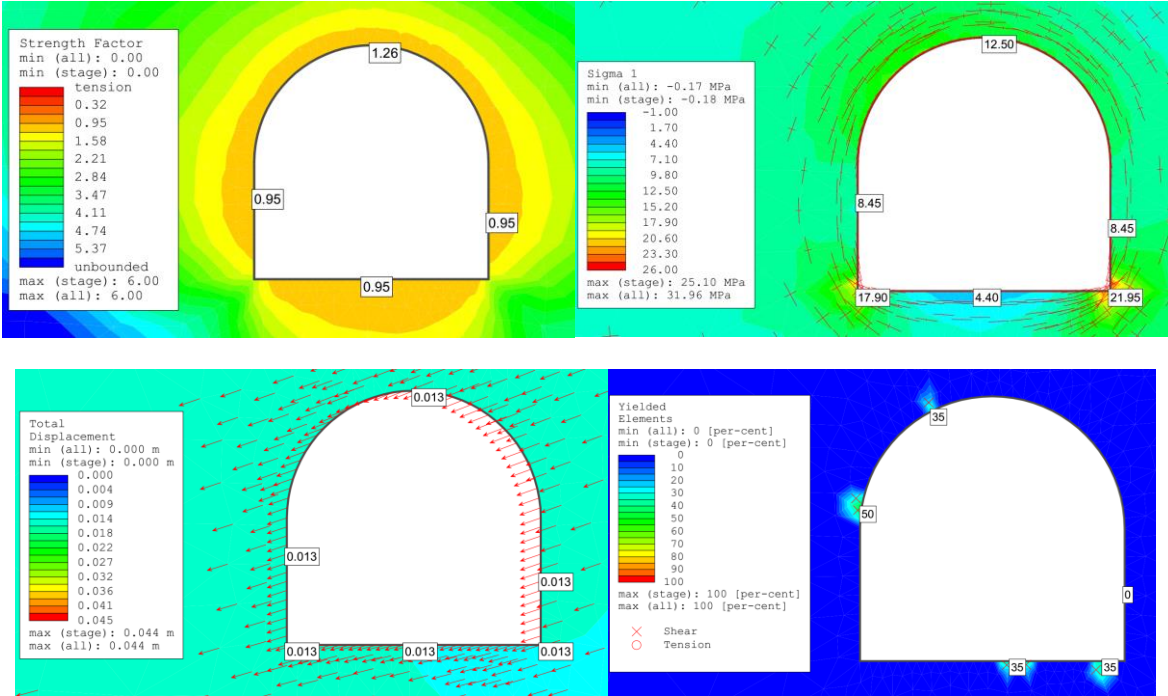 Strength Factor
min (all): 0.00
min (stage): 0.00
tension
0.32
0.95
1.58
2.21
2.84
3.47
4.11
4.74
5.37
unbounded
max (stage): 6.00
max (all): 6.00
1.26
0.95
0.95
0.95
Sigma 1
min (all): -0.17 MPa
min (stage): -0.18 MPa
-1.00
1.70
4.40
7.10
9.80
12.50
15.20
17.90
20.60
23.30
26.00
max (stage): 25.10 MPa
max (all): 31.96 MPa
12.50
8.45
8.45
17.90
4.40
21.95
Total
Displacement
min (all): 0.000 m
min (stage): 0.000 m
0.000
0.004
0.009
0.014
0.018
0.022
0.027
0.032
0.036
0.041
0.045
max (stage): 0.044 m
max (all): 0.044 m
0.013
0.013
0.013
0.013
0.013
0.013
Yielded
Elements
min (all): 0 [per-cent]
min (stage): 0 [per-cent]
0
10
20
30
40
50
60
70
80
90
100
max (stage): 100 [per-cent]
max (all): 100 [per-cent]
Shear
Tension
35
50
0
35
35